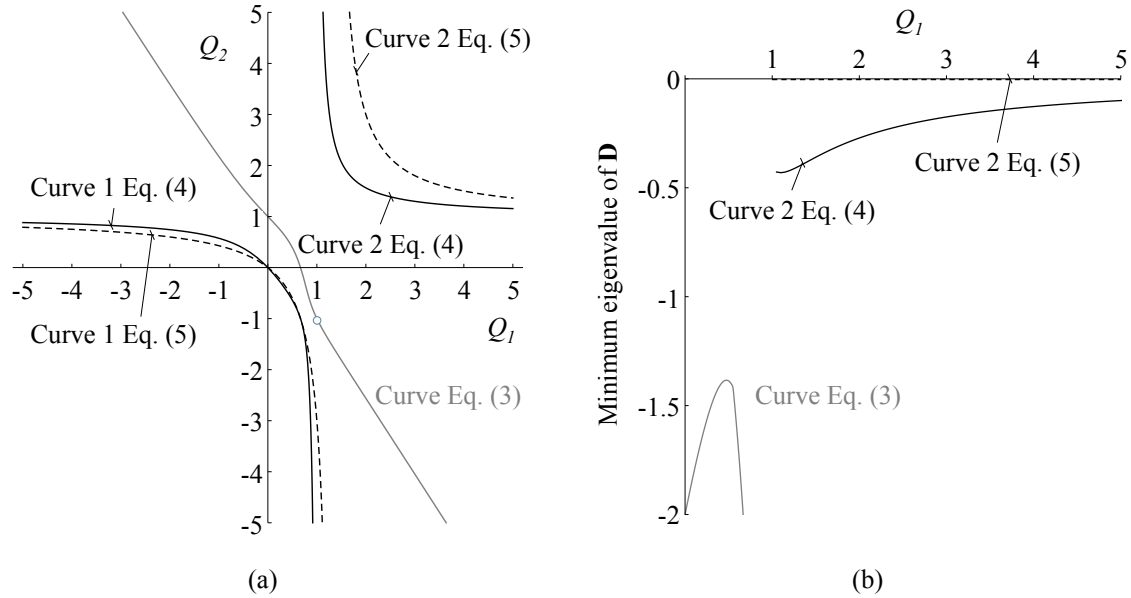 5
Q2
Curve 2 Eq. (5)
4
3
2
Curve 1 Eq. (4)
1
Curve 2 Eq. (4)
-5 -4 -3 -2 -1 0 1 2 3 4 5
Curve 1 Eq. (5)
-1
Q1
-2
Curve Eq. (3)
-3
-4
-5
(a)
Q1
1 2 3 4 5
0
Curve 2 Eq. (5)
-0.5
Curve 2 Eq. (4)
Minimum eigenvalue of D
-1
Curve Eq. (3)
-1.5
-2
(b)